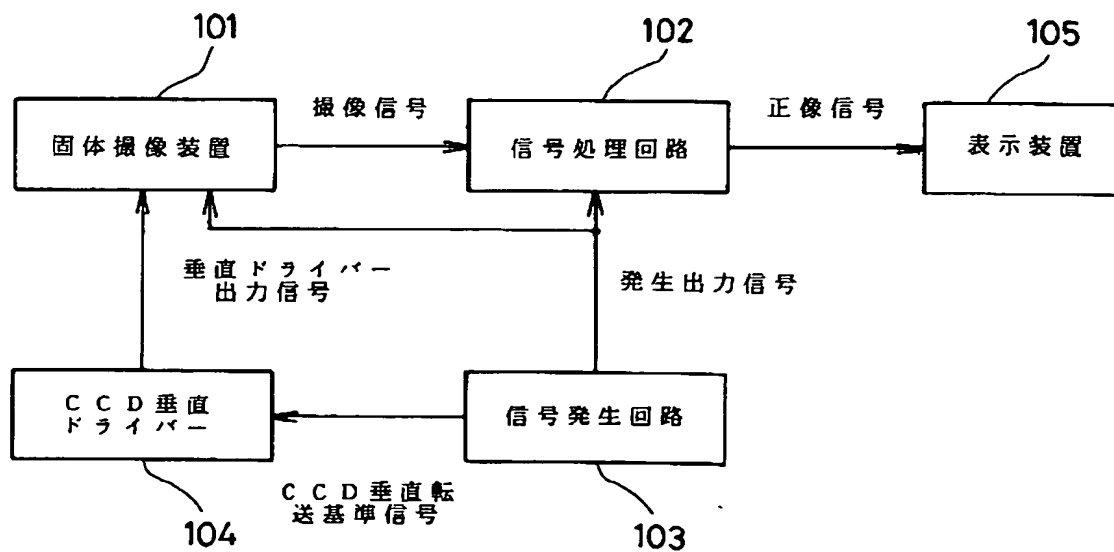 101
102
105
固体撮像装置
撮像信号
信号処理回路
正像信号
表示装置
垂直ドライバー
出力信号
発生出力信号
CCD垂直
ドライバー
信号発生回路
CCD垂直転
送基準信号
104
103